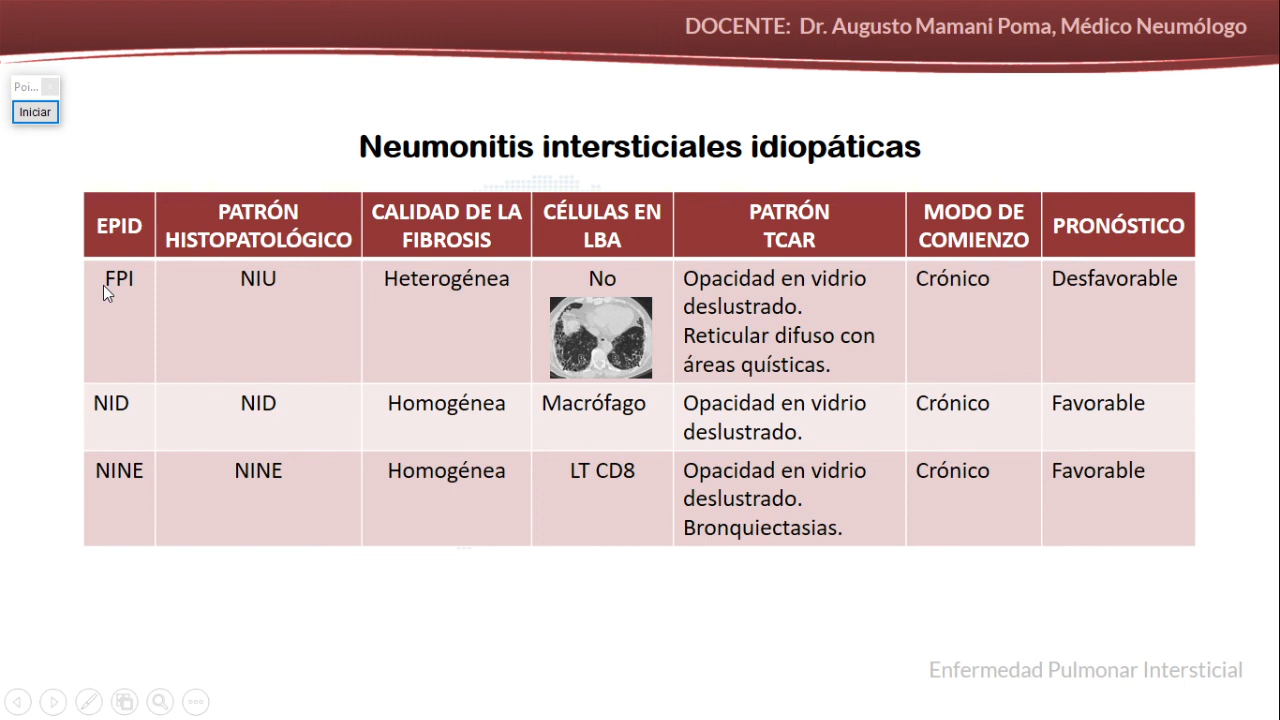 DOCENTE: Dr. Augusto Mamani Poma, Médico Neumólogo
Poi...
Iniciar
Neumonitis intersticiales idiopáticas
EPID
PATRÓN
HISTOPATOLÓGICO
CALIDAD DE LA
FIBROSIS
CÉLULAS EN
LBA
PATRÓN
TCAR
MODO DE
COMIENZO
PRONÓSTICO
FPI
NIU
Heterogénea
No
Opacidad en vidrio
deslustrado.
Reticular difuso con
áreas quísticas.
Crónico
Desfavorable
NID
NID
Homogénea
Macrófago
Opacidad en vidrio
deslustrado.
Crónico
Favorable
NINE
NINE
Homogénea
LT CD8
Opacidad en vidrio
deslustrado.
Bronquiectasias.
Crónico
Favorable
Enfermedad Pulmonar Intersticial